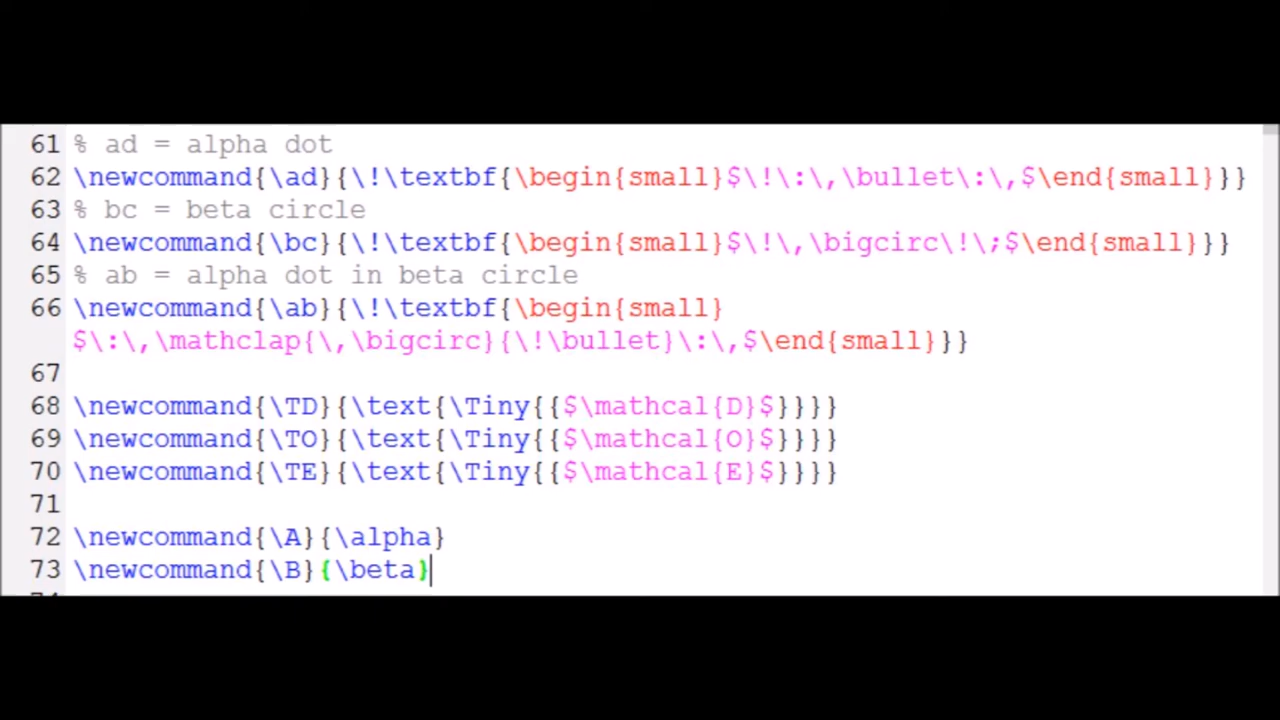 61 % ad = alpha dot
62 \newcommand{\ad}{\!\textbf{\begin{small}$\!\:\,\bullet\:\,$\end{small}}}
63 % bc = beta circle
64 \newcommand{\bc}{\!\textbf{\begin{small}$\!\,\bigcirc\!\;$\end{small}}}
65 % ab = alpha dot in beta circle
66 \newcommand{\ab}{\!\textbf{\begin{small}
$\:\,\mathclap{\,\bigcirc}{\!\bullet}\:\,$\end{small}}}
67
68 \newcommand{\TD}{\text{\Tiny{{$\mathcal{D}$}}}}
69 \newcommand{\TO}{\text{\Tiny{{$\mathcal{O}$}}}}
70 \newcommand{\TE}{\text{\Tiny{{$\mathcal{E}$}}}}
71
72 \newcommand{\A}{\alpha}
73 \newcommand{\B}{\beta}